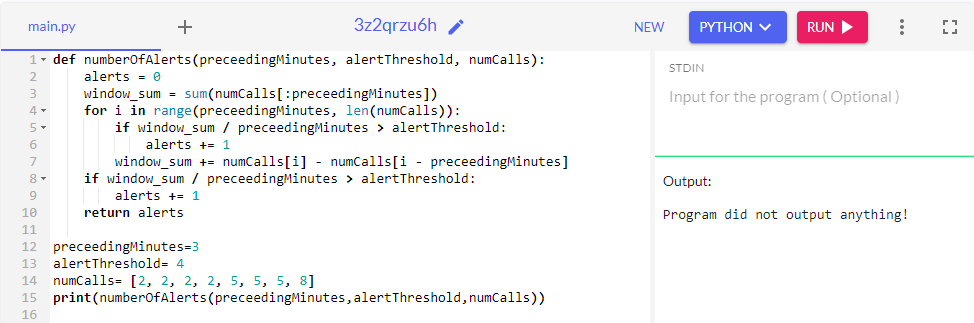 main.py
+
3z2qrzu6h
NEW
PYTHON
RUN
1 def numberOfAlerts(preceedingMinutes, alertThreshold, numCalls):
2     alerts = 0
3     window_sum = sum(numCalls[:preceedingMinutes])
4     for i in range(preceedingMinutes, len(numCalls)):
5         if window_sum / preceedingMinutes > alertThreshold:
6             alerts += 1
7         window_sum += numCalls[i] - numCalls[i - preceedingMinutes]
8     if window_sum / preceedingMinutes > alertThreshold:
9         alerts += 1
10     return alerts
11
12 preceedingMinutes=3
13 alertThreshold= 4
14 numCalls= [2, 2, 2, 2, 5, 5, 5, 8]
15 print(numberOfAlerts(preceedingMinutes,alertThreshold,numCalls))
16
STDIN
Input for the program ( Optional )
Output:
Program did not output anything!